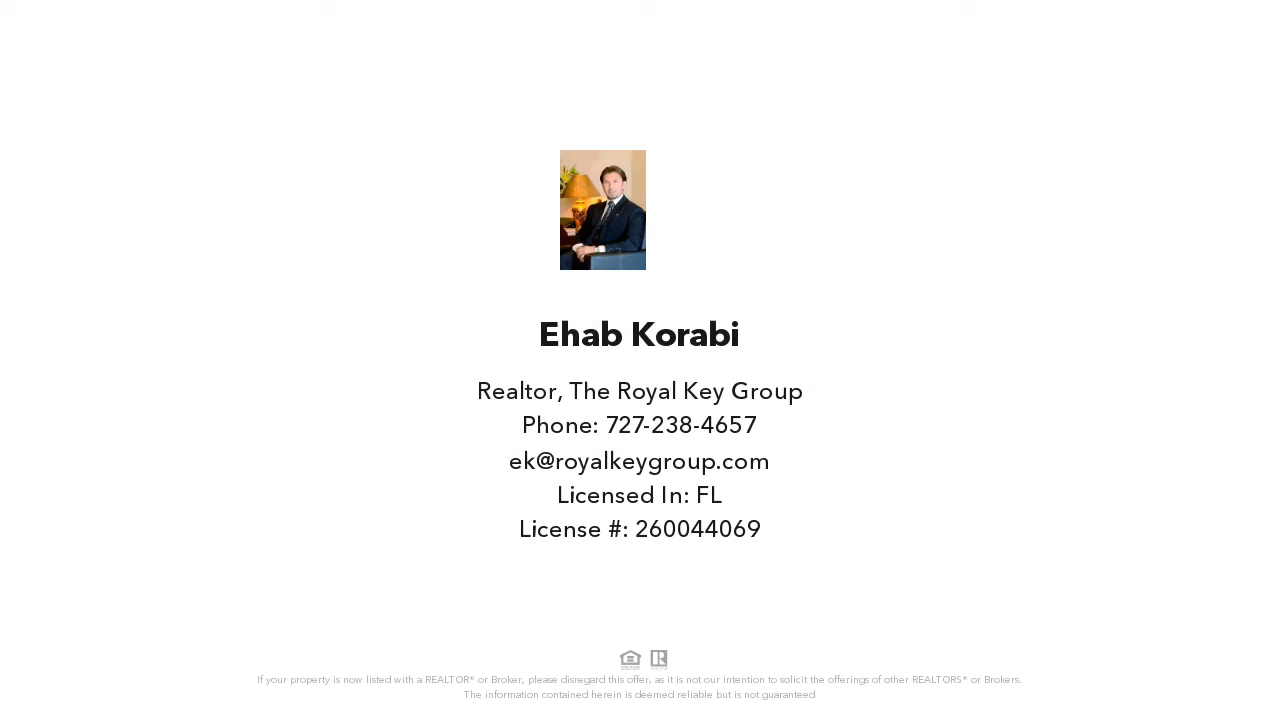 Ehab Korabi
Realtor, The Royal Key Group
Phone: 727-238-4657
ek@royalkeygroup.com
Licensed In: FL
License #: 260044069
If your property is now listed with a REALTOR® or Broker, please disregard this offer, as it is not our intention to solicit the offerings of other REALTORS® or Brokers.
The information contained herein is deemed reliable but is not guaranteed